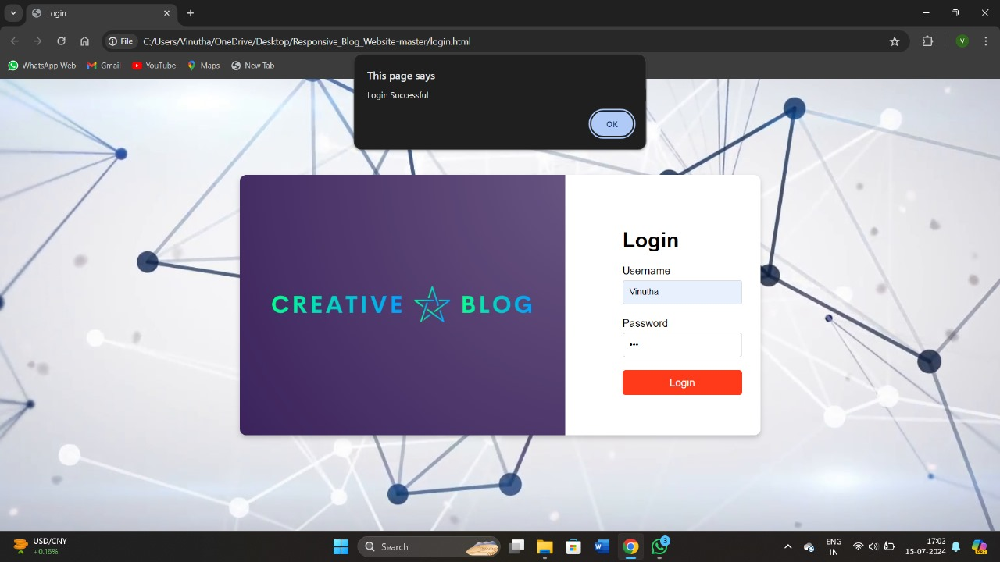 Login
File
C:/Users/Vinutha/OneDrive/Desktop/Responsive_Blog_Website-master/login.html
V
WhatsApp Web
Gmail
YouTube
Maps
New Tab
This page says
Login Successful
OK
CREATIVE BLOG
Login
Username
Vinutha
Password
•••
Login
USD/CNY
+0.16%
Search
W
3
ENG
IN
17:03
15-07-2024
PRE